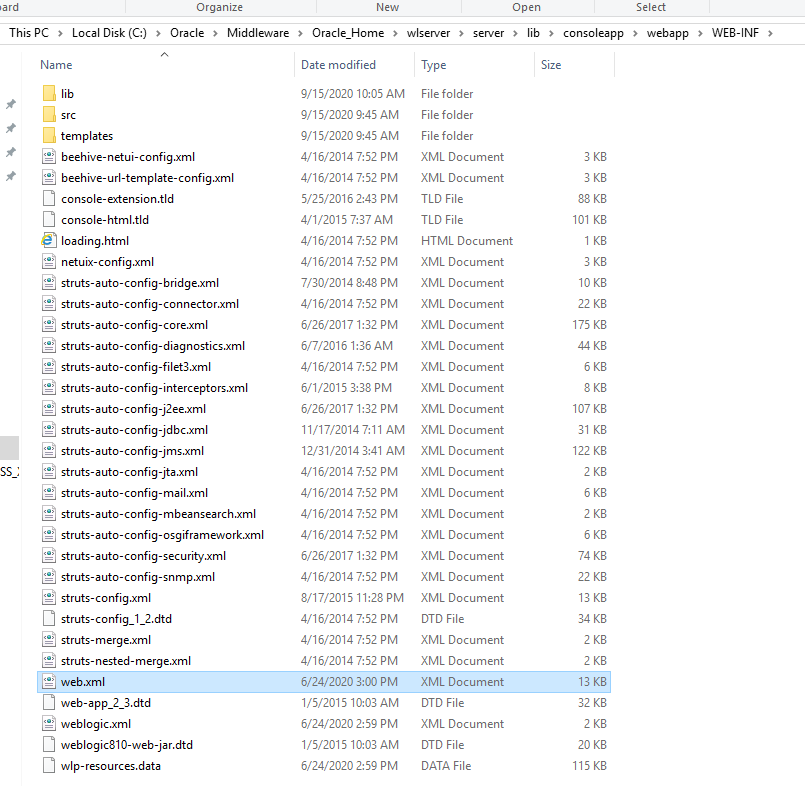 oard Organize New Open Select
This PC > Local Disk (C:) > Oracle > Middleware > Oracle_Home > wlserver > server > lib > consoleapp > webapp > WEB-INF >
Name Date modified Type Size
lib 9/15/2020 10:05 AM File folder
src 9/15/2020 9:45 AM File folder
templates 9/15/2020 9:45 AM File folder
beehive-netui-config.xml 4/16/2014 7:52 PM XML Document 3 KB
beehive-url-template-config.xml 4/16/2014 7:52 PM XML Document 3 KB
console-extension.tld 5/25/2016 2:43 PM TLD File 88 KB
console-html.tld 4/1/2015 7:37 AM TLD File 101 KB
loading.html 4/16/2014 7:52 PM HTML Document 1 KB
netuix-config.xml 4/16/2014 7:52 PM XML Document 3 KB
struts-auto-config-bridge.xml 7/30/2014 8:48 PM XML Document 10 KB
struts-auto-config-connector.xml 4/16/2014 7:52 PM XML Document 22 KB
struts-auto-config-core.xml 6/26/2017 1:32 PM XML Document 175 KB
struts-auto-config-diagnostics.xml 6/7/2016 1:36 AM XML Document 44 KB
struts-auto-config-filet3.xml 4/16/2014 7:52 PM XML Document 6 KB
struts-auto-config-interceptors.xml 6/1/2015 3:38 PM XML Document 8 KB
struts-auto-config-j2ee.xml 6/26/2017 1:32 PM XML Document 107 KB
struts-auto-config-jdbc.xml 11/17/2014 7:11 AM XML Document 31 KB
struts-auto-config-jms.xml 12/31/2014 3:41 AM XML Document 122 KB
struts-auto-config-jta.xml 4/16/2014 7:52 PM XML Document 2 KB
SS_
struts-auto-config-mail.xml 4/16/2014 7:52 PM XML Document 6 KB
struts-auto-config-mbeansearch.xml 4/16/2014 7:52 PM XML Document 2 KB
struts-auto-config-osgiframework.xml 4/16/2014 7:52 PM XML Document 6 KB
struts-auto-config-security.xml 6/26/2017 1:32 PM XML Document 74 KB
struts-auto-config-snmp.xml 4/16/2014 7:52 PM XML Document 22 KB
struts-config.xml 8/17/2015 11:28 PM XML Document 13 KB
struts-config_1_2.dtd 4/16/2014 7:52 PM DTD File 34 KB
struts-merge.xml 4/16/2014 7:52 PM XML Document 2 KB
struts-nested-merge.xml 4/16/2014 7:52 PM XML Document 2 KB
web.xml 6/24/2020 3:00 PM XML Document 13 KB
web-app_2_3.dtd 1/5/2015 10:03 AM DTD File 32 KB
weblogic.xml 6/24/2020 2:59 PM XML Document 2 KB
weblogic810-web-jar.dtd 1/5/2015 10:03 AM DTD File 20 KB
wlp-resources.data 6/24/2020 2:59 PM DATA File 115 KB